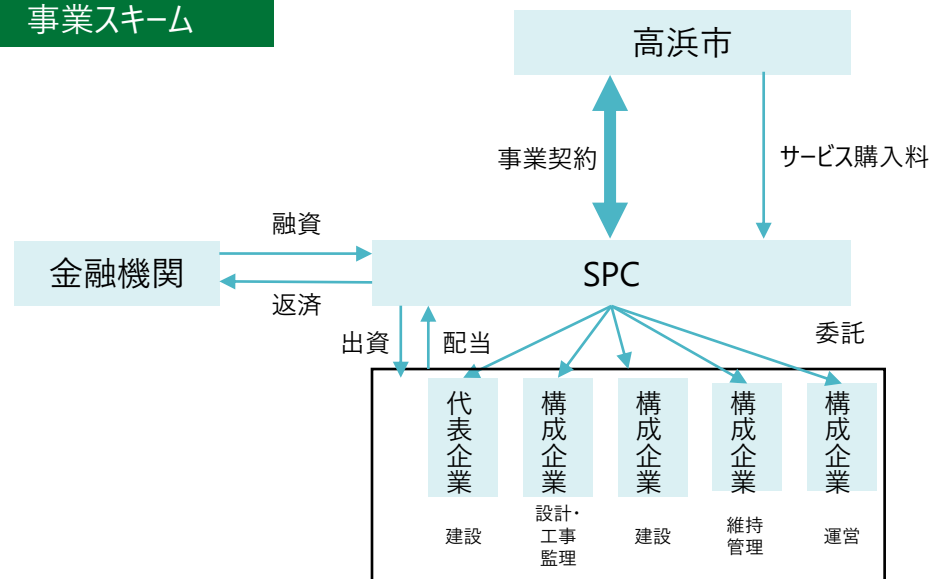 事業スキーム
高浜市
事業契約
サービス購入料
融資
金融機関
SPC
返済
出資
配当
委託
代表企業
構成企業
構成企業
構成企業
構成企業
建設
設計・
工事
監理
建設
維持
管理
運営